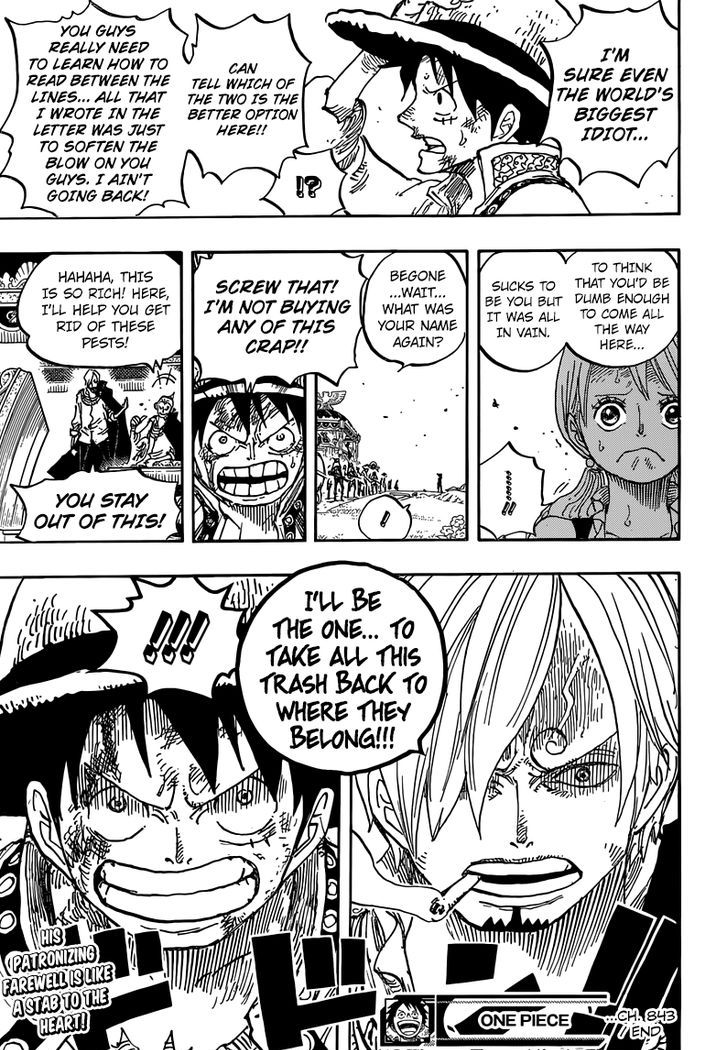 I'M
SURE EVEN
THE WORLD'S
BIGGEST
IDIOT...
CAN
TELL WHICH OF
THE TWO IS THE
BETTER OPTION
HERE!!
!?
YOU GUYS
REALLY NEED
TO LEARN HOW TO
READ BETWEEN THE
LINES... ALL THAT
I WROTE IN THE
LETTER WAS JUST
TO SOFTEN THE
BLOW ON YOU
GUYS. I AIN'T
GOING BACK!
TO THINK
THAT YOU'D BE
DUMB ENOUGH
TO COME ALL
THE WAY
HERE...
SUCKS TO
BE YOU BUT
IT WAS ALL
IN VAIN.
!!!
BEGONE
...WAIT...
WHAT WAS
YOUR NAME
AGAIN?
!
SCREW THAT!
I'M NOT BUYING
ANY OF THIS
CRAP!!
HAHAHA, THIS
IS SO RICH! HERE,
I'LL HELP YOU GET
RID OF THESE
PESTS!
YOU STAY
OUT OF THIS!
I'LL BE
THE ONE... TO
TAKE ALL THIS
TRASH BACK TO
WHERE THEY
BELONG!!!
!!!
HIS
PATRONIZING
FAREWELL IS LIKE
A STAB TO THE
HEART!
ONE PIECE
...CH. 843
/ END